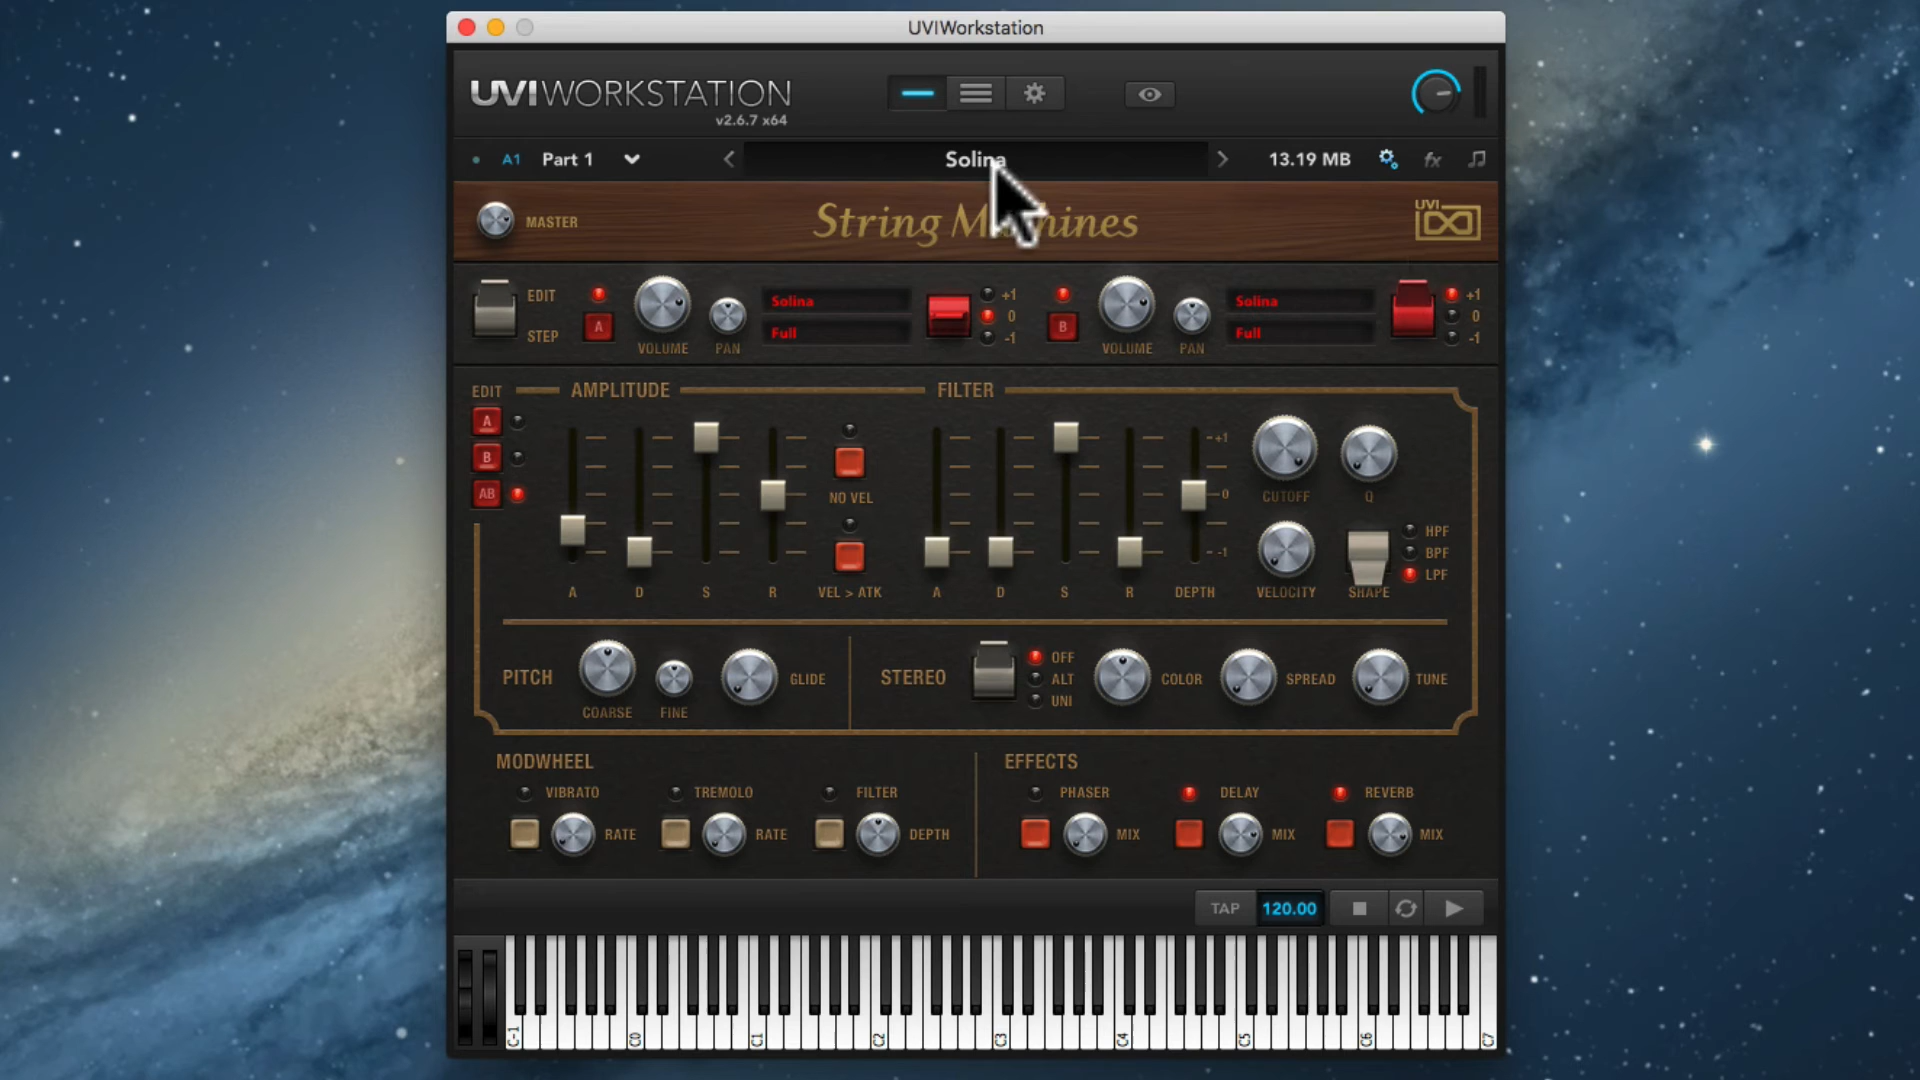 UVIWorkstation
UVIWORKSTATION
v2.6.7 x64
A1 Part 1 Solina 13.19 MB fx
MASTER String Machines UVI
EDIT STEP A VOLUME PAN Solina Full +1 0 -1 B VOLUME PAN Solina Full +1 0 -1
EDIT AMPLITUDE FILTER
A
B
AB
NO VEL
VEL > ATK
A D S R
A D S R DEPTH
+1
0
-1
CUTOFF Q
VELOCITY SHAPE
HPF
BPF
LPF
PITCH COARSE FINE GLIDE
STEREO OFF ALT UNI COLOR SPREAD TUNE
MODWHEEL
VIBRATO TREMOLO FILTER
RATE RATE DEPTH
EFFECTS
PHASER DELAY REVERB
MIX MIX MIX
TAP 120.00
C-1 C0 C1 C2 C3 C4 C5 C6 C7